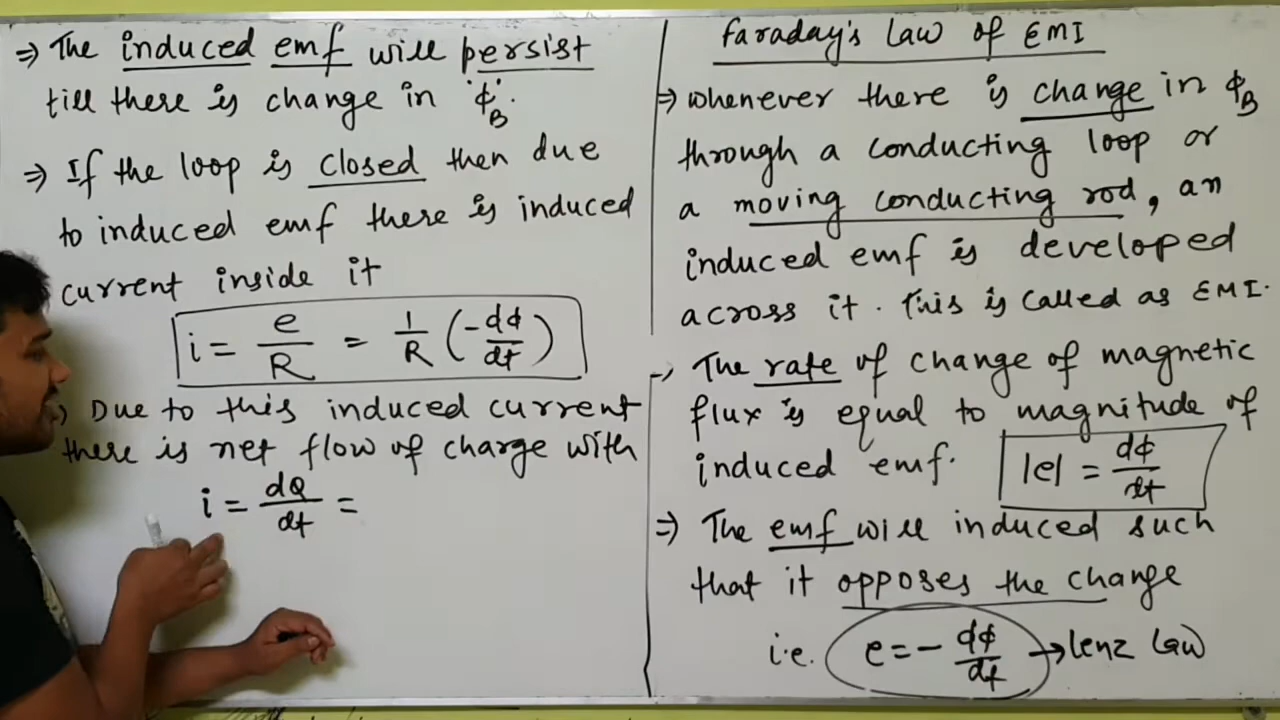 ⇒ The induced emf will persist
till there is change in 'ϕ_B'.
⇒ If the loop is closed then due
to induced emf there is induced
current inside it
i = e/R = 1/R (-dϕ/dt)
Due to this induced current
there is net flow of charge with
i = dQ/dt =
Faraday's Law of EMI
⇒ whenever there is change in ϕ_B
through a conducting loop or
a moving conducting rod, an
induced emf is developed
across it. This is called as EMI.
→ The rate of change of magnetic
flux is equal to magnitude of
induced emf. |e| = dϕ/dt
⇒ The emf will induced such
that it opposes the change
i.e. e = - dϕ/dt → lenz Law